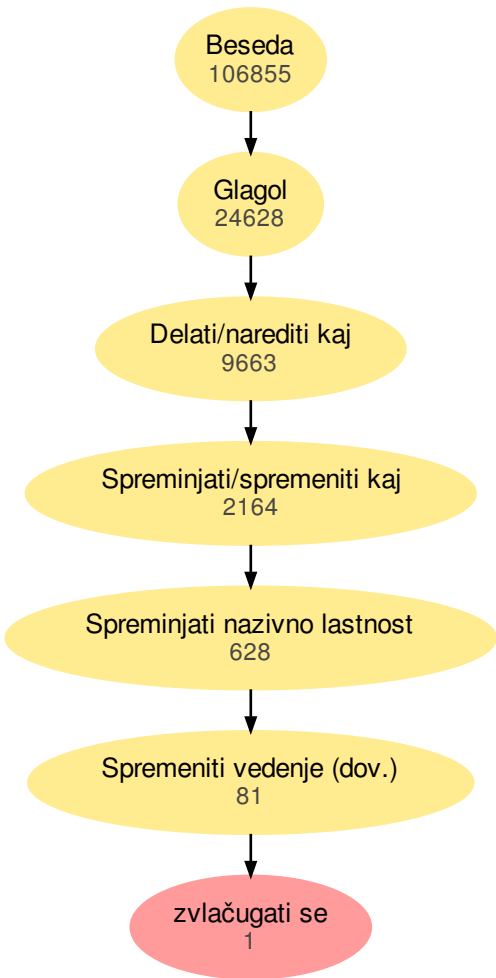 Beseda
106855
Glagol
24628
Delati/narediti kaj
9663
Spreminjati/spremeniti kaj
2164
Spreminjati nazivno lastnost
628
Spremeniti vedenje (dov.)
81
zvlačugati se
1